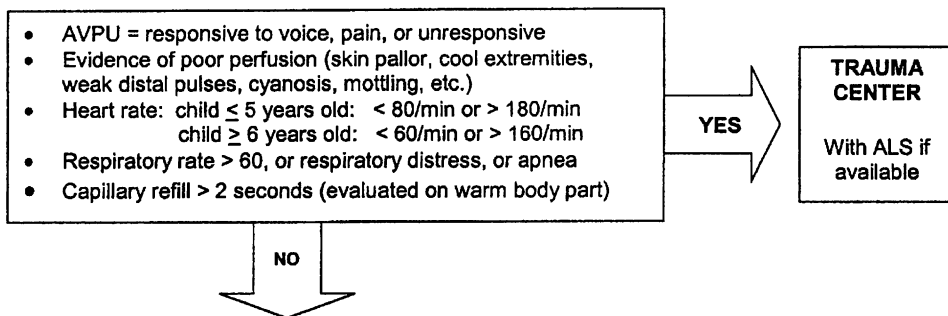 • AVPU = responsive to voice, pain, or unresponsive
• Evidence of poor perfusion (skin pallor, cool extremities,
weak distal pulses, cyanosis, mottling, etc.)
• Heart rate: child ≤ 5 years old: < 80/min or > 180/min
child ≥ 6 years old: < 60/min or > 160/min
• Respiratory rate > 60, or respiratory distress, or apnea
• Capillary refill > 2 seconds (evaluated on warm body part)
YES
TRAUMA
CENTER
With ALS if
available
NO